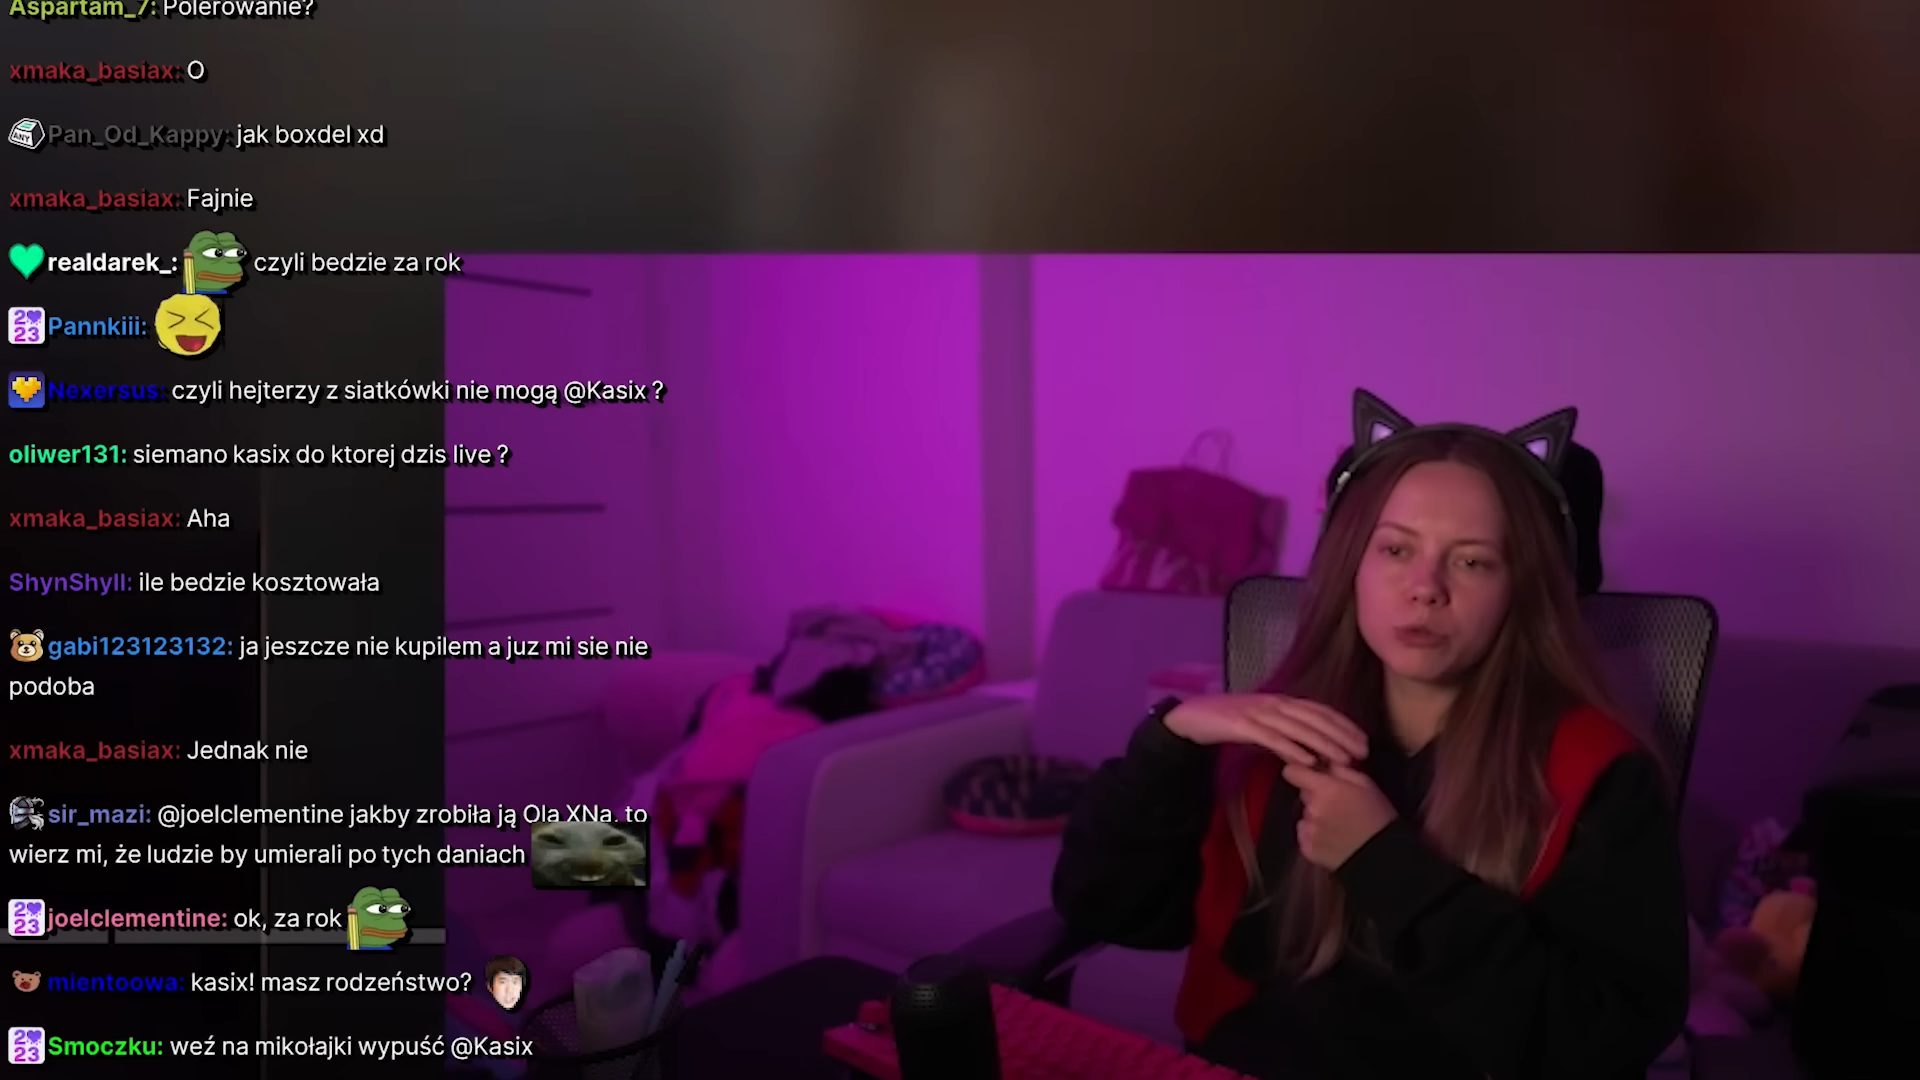 Aspartam_7: Polerowanie?
xmaka_basiax: O
ANY Pan_Od_Kappy: jak boxdel xd
xmaka_basiax: Fajnie
realdarek_: czyli bedzie za rok
2023 Pannkiii:
Nexersus: czyli hejterzy z siatkówki nie mogą @Kasix ?
oliwer131: siemano kasix do ktorej dzis live ?
xmaka_basiax: Aha
ShynShyll: ile bedzie kosztowała
gabi123123132: ja jeszcze nie kupilem a juz mi sie nie
podoba
xmaka_basiax: Jednak nie
sir_mazi: @joelclementine jakby zrobiła ją Ola XNa, to
wierz mi, że ludzie by umierali po tych daniach
2023 joelclementine: ok, za rok
mientoowa: kasix! masz rodzeństwo?
2023 Smoczku: weź na mikołajki wypuść @Kasix